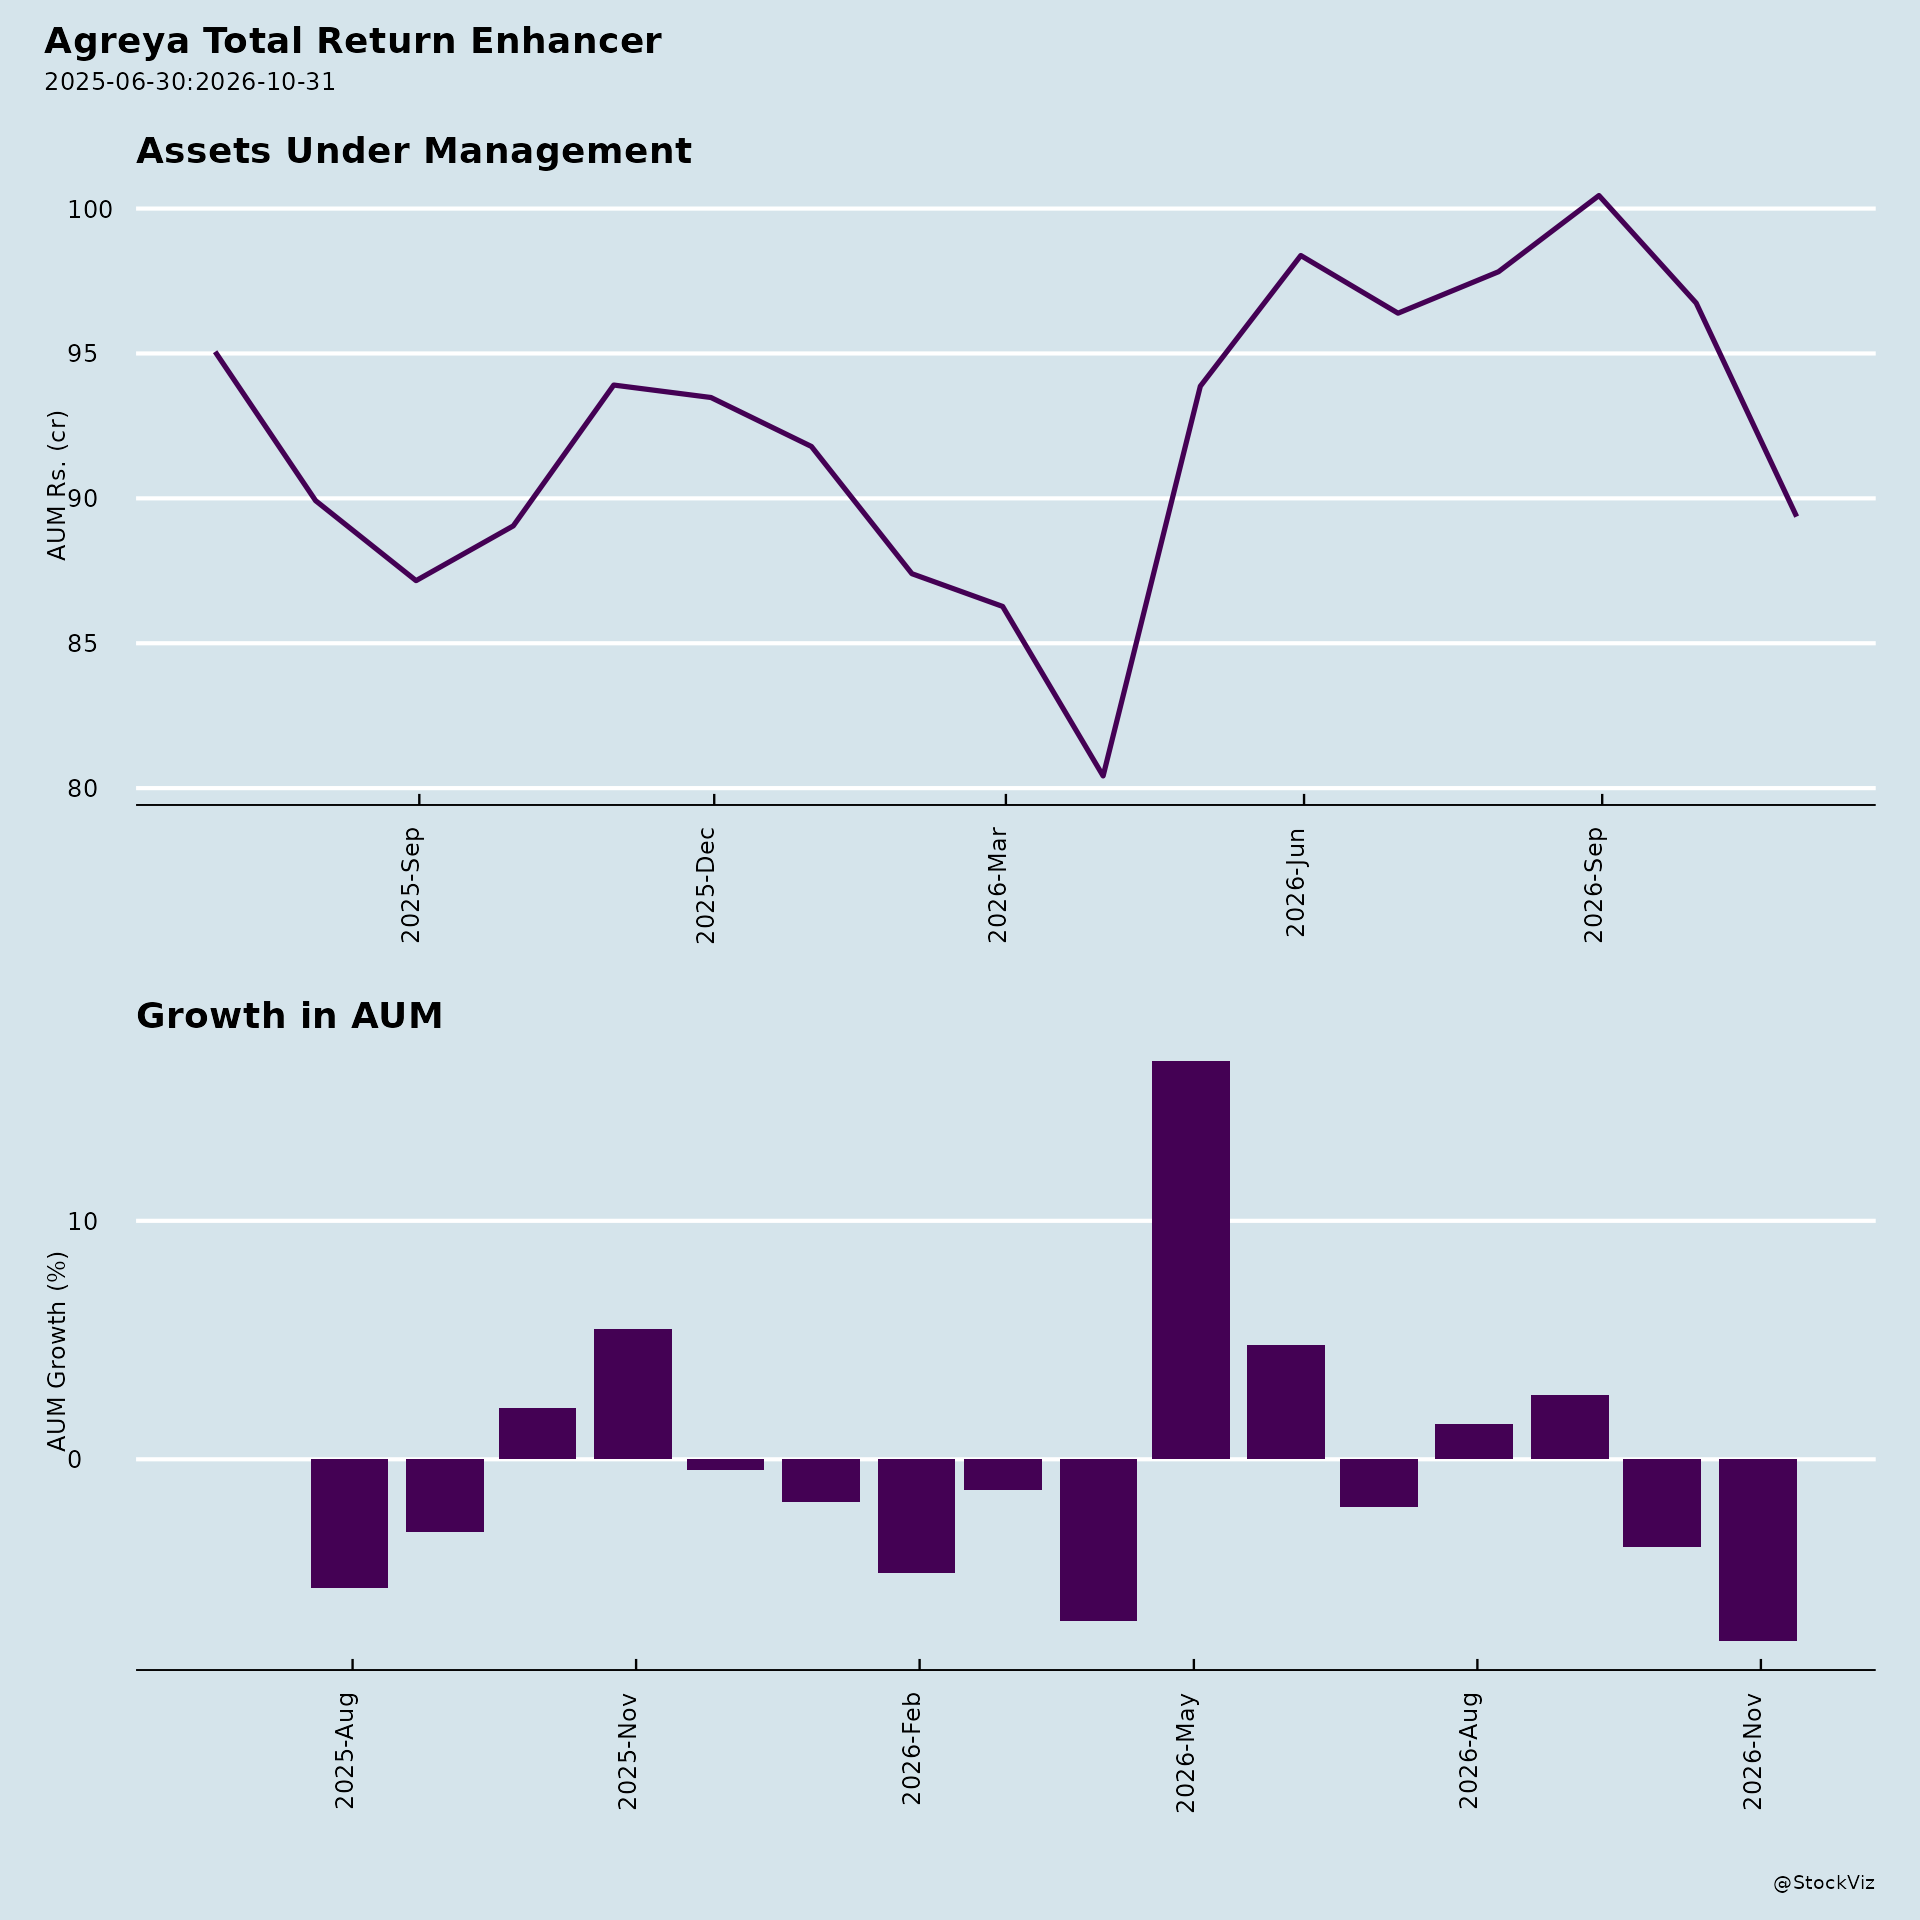 Agreya Total Return Enhancer
2025-06-30:2026-10-31
Assets Under Management
AUM Rs. (cr)
100
95
90
85
80
2025-Sep
2025-Dec
2026-Mar
2026-Jun
2026-Sep
Growth in AUM
AUM Growth (%)
10
0
2025-Aug
2025-Nov
2026-Feb
2026-May
2026-Aug
2026-Nov
@StockViz